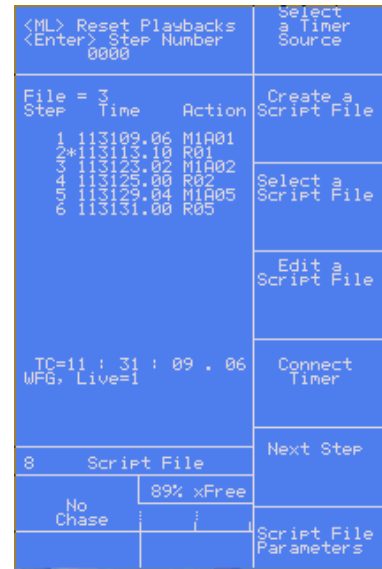 <ML> Reset Playbacks
<Enter> Step Number
0000
Select
a Timer
Source
File = 3
Step Time Action
1 113109.06 M1A01
2*113113.10 R01
3 113123.02 M1A02
4 113125.00 R02
5 113129.04 M1A05
6 113131.00 R05
TC=11 : 31 : 09 . 06
WFG, Live=1
Create a
Script File
Select a
Script File
Edit a
Script File
Connect
Timer
Next Step
8 Script File
89% xFree
No
Chase
Script File
Parameters